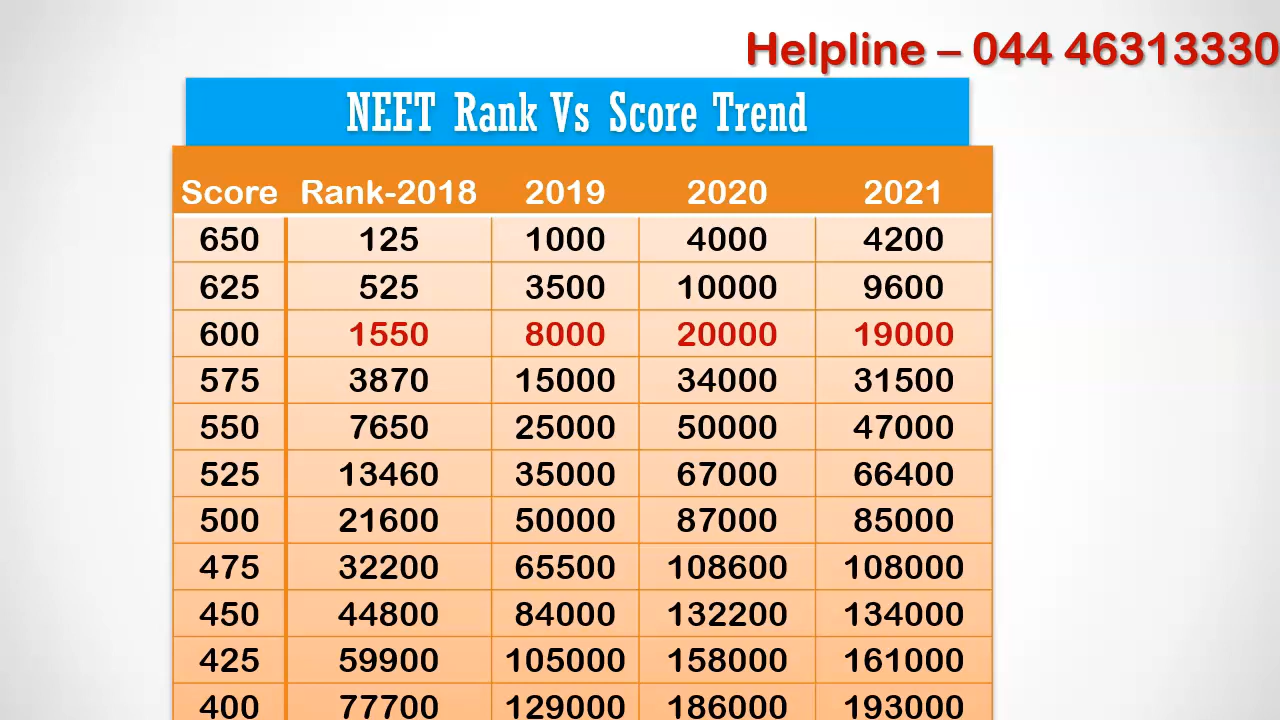 Helpline – 044 46313330
NEET Rank Vs Score Trend
Score Rank-2018 2019 2020 2021
650 125 1000 4000 4200
625 525 3500 10000 9600
600 1550 8000 20000 19000
575 3870 15000 34000 31500
550 7650 25000 50000 47000
525 13460 35000 67000 66400
500 21600 50000 87000 85000
475 32200 65500 108600 108000
450 44800 84000 132200 134000
425 59900 105000 158000 161000
400 77700 129000 186000 193000